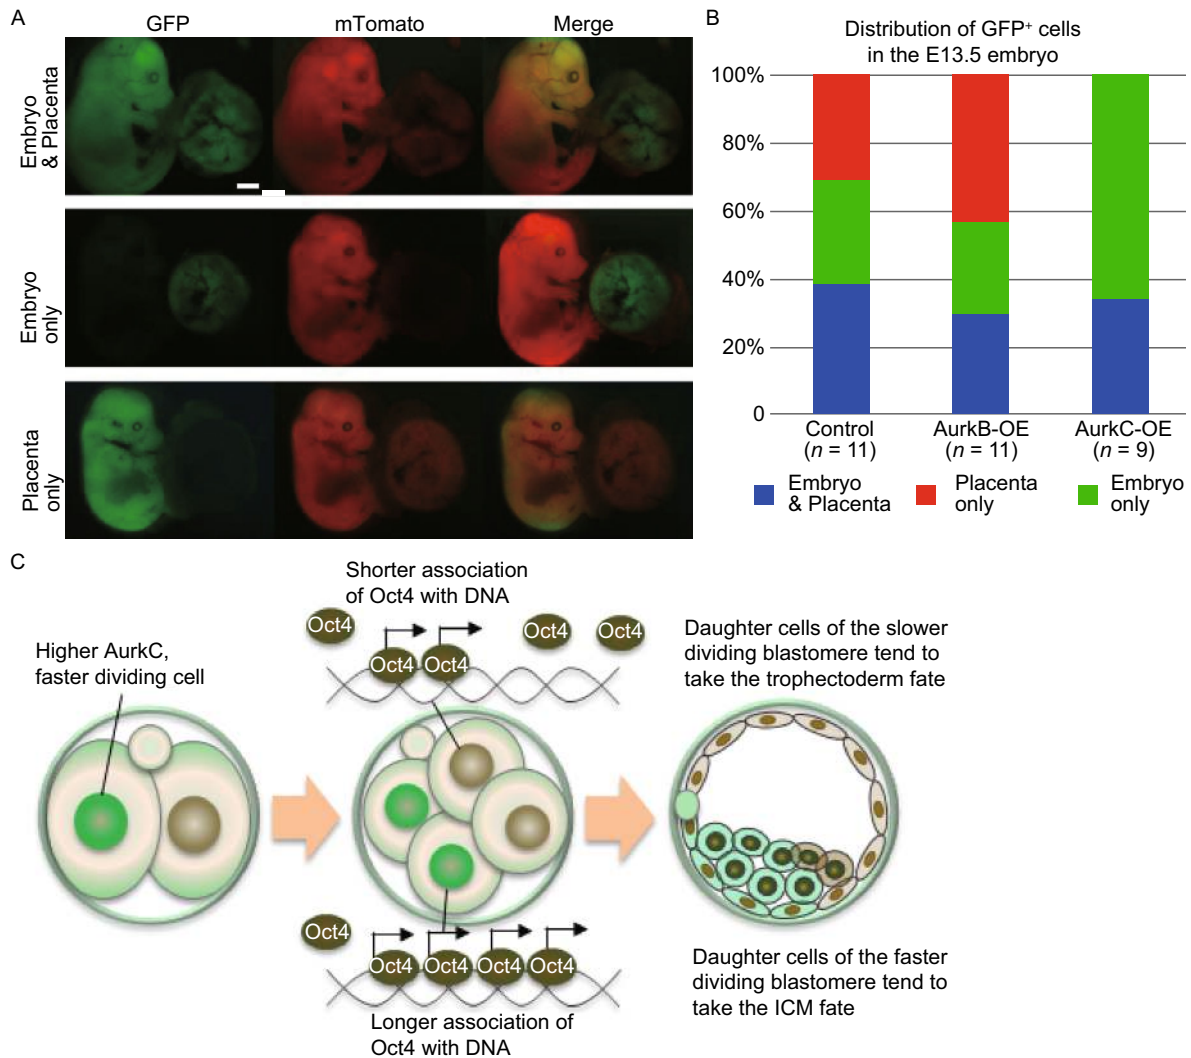 A
GFP
mTomato
Merge
Embryo
& Placenta
Embryo
only
Placenta
only
B
Distribution of GFP⁺ cells
in the E13.5 embryo
100%
80%
60%
40%
20%
0
Control
(n = 11)
AurkB-OE
(n = 11)
AurkC-OE
(n = 9)
Embryo
& Placenta
Placenta
only
Embryo
only
C
Higher AurkC,
faster dividing cell
Shorter association
of Oct4 with DNA
Oct4
Oct4
Oct4
Oct4
Oct4
Oct4
Oct4
Oct4
Oct4
Oct4
Longer association of
Oct4 with DNA
Daughter cells of the slower
dividing blastomere tend to
take the trophectoderm fate
Daughter cells of the faster
dividing blastomere tend to
take the ICM fate